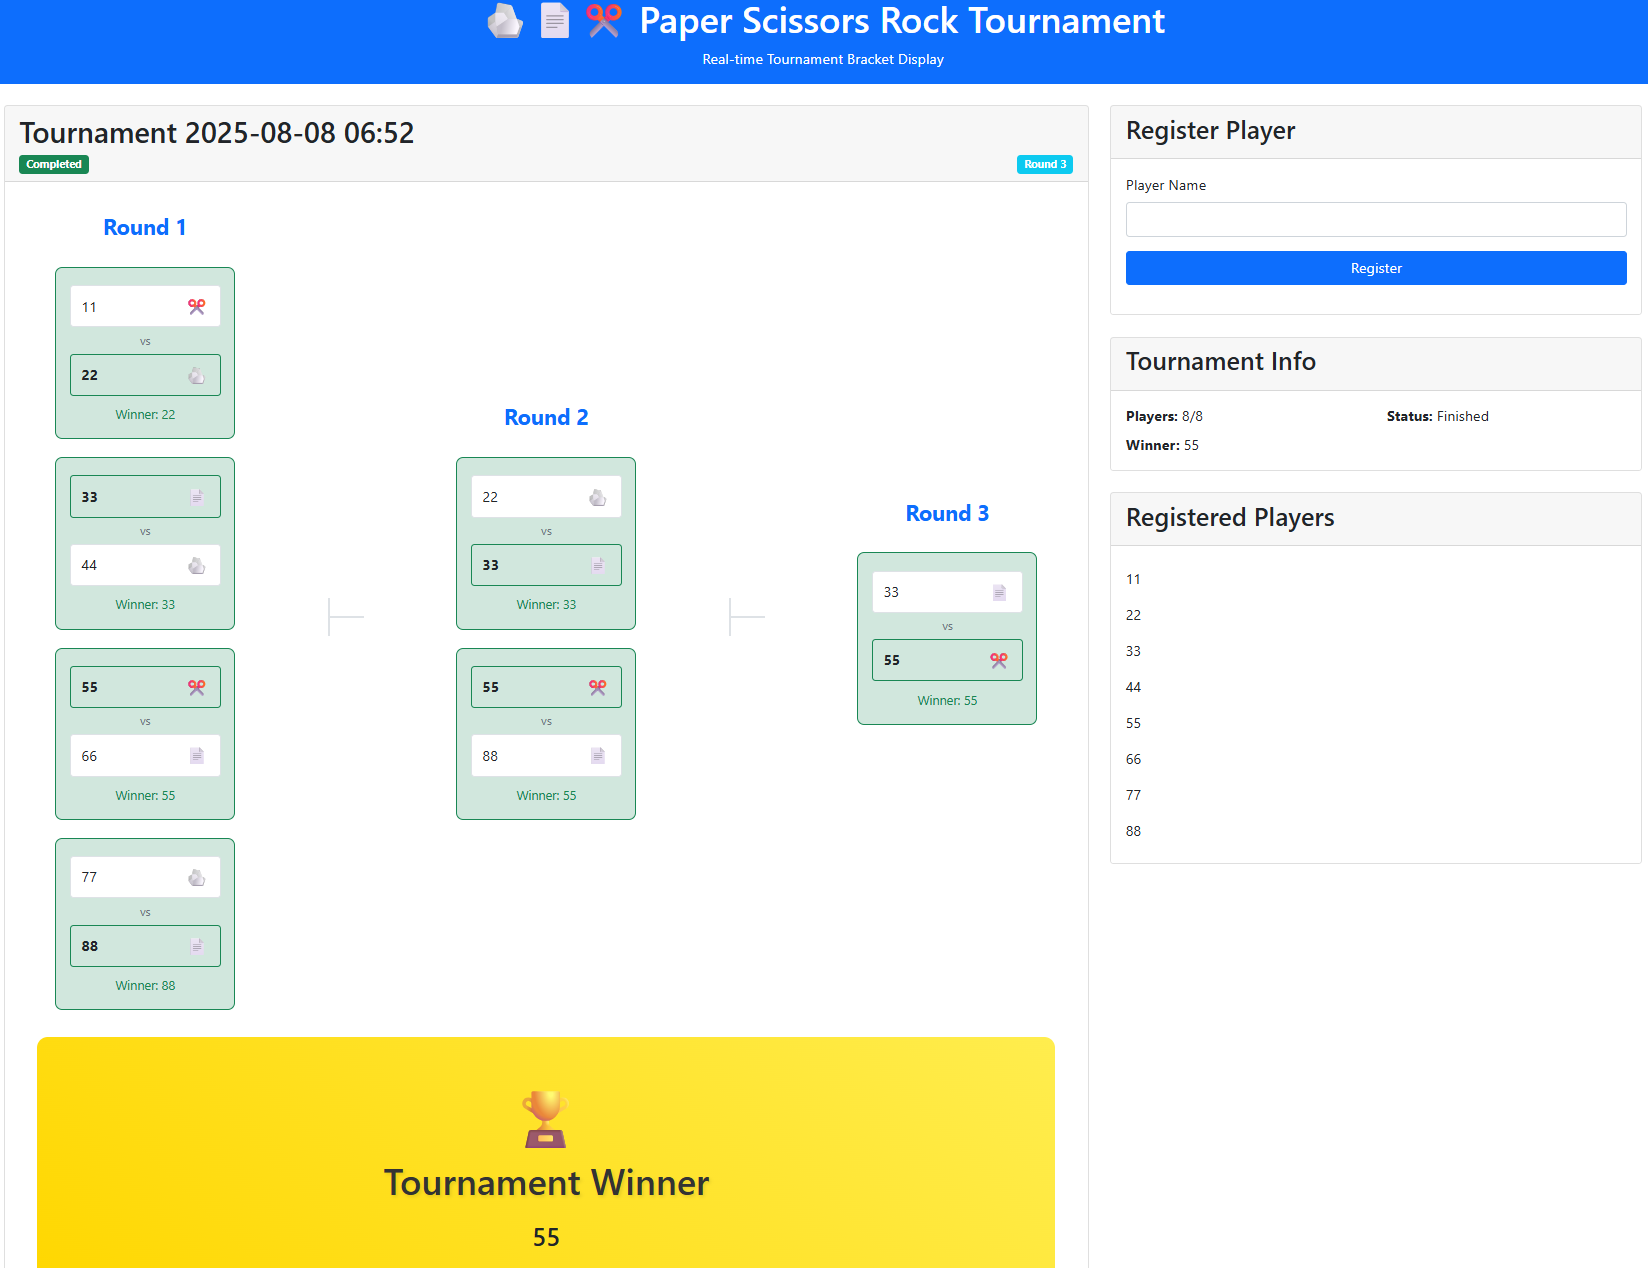 Paper Scissors Rock Tournament
Real-time Tournament Bracket Display
Tournament 2025-08-08 06:52
Completed
Round 3
Round 1
11
vs
22
Winner: 22
33
vs
44
Winner: 33
55
vs
66
Winner: 55
77
vs
88
Winner: 88
Round 2
22
vs
33
Winner: 33
55
vs
88
Winner: 55
Round 3
33
vs
55
Winner: 55
Tournament Winner
55
Register Player
Player Name
Register
Tournament Info
Players: 8/8
Status: Finished
Winner: 55
Registered Players
11
22
33
44
55
66
77
88